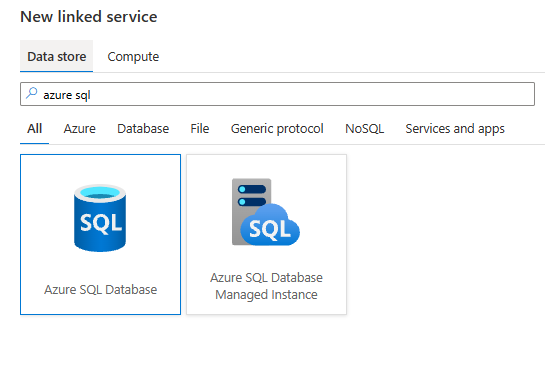 New linked service
Data store Compute
azure sql
All Azure Database File Generic protocol NoSQL Services and apps
SQL SQL
Azure SQL Database
Azure SQL Database
Managed Instance